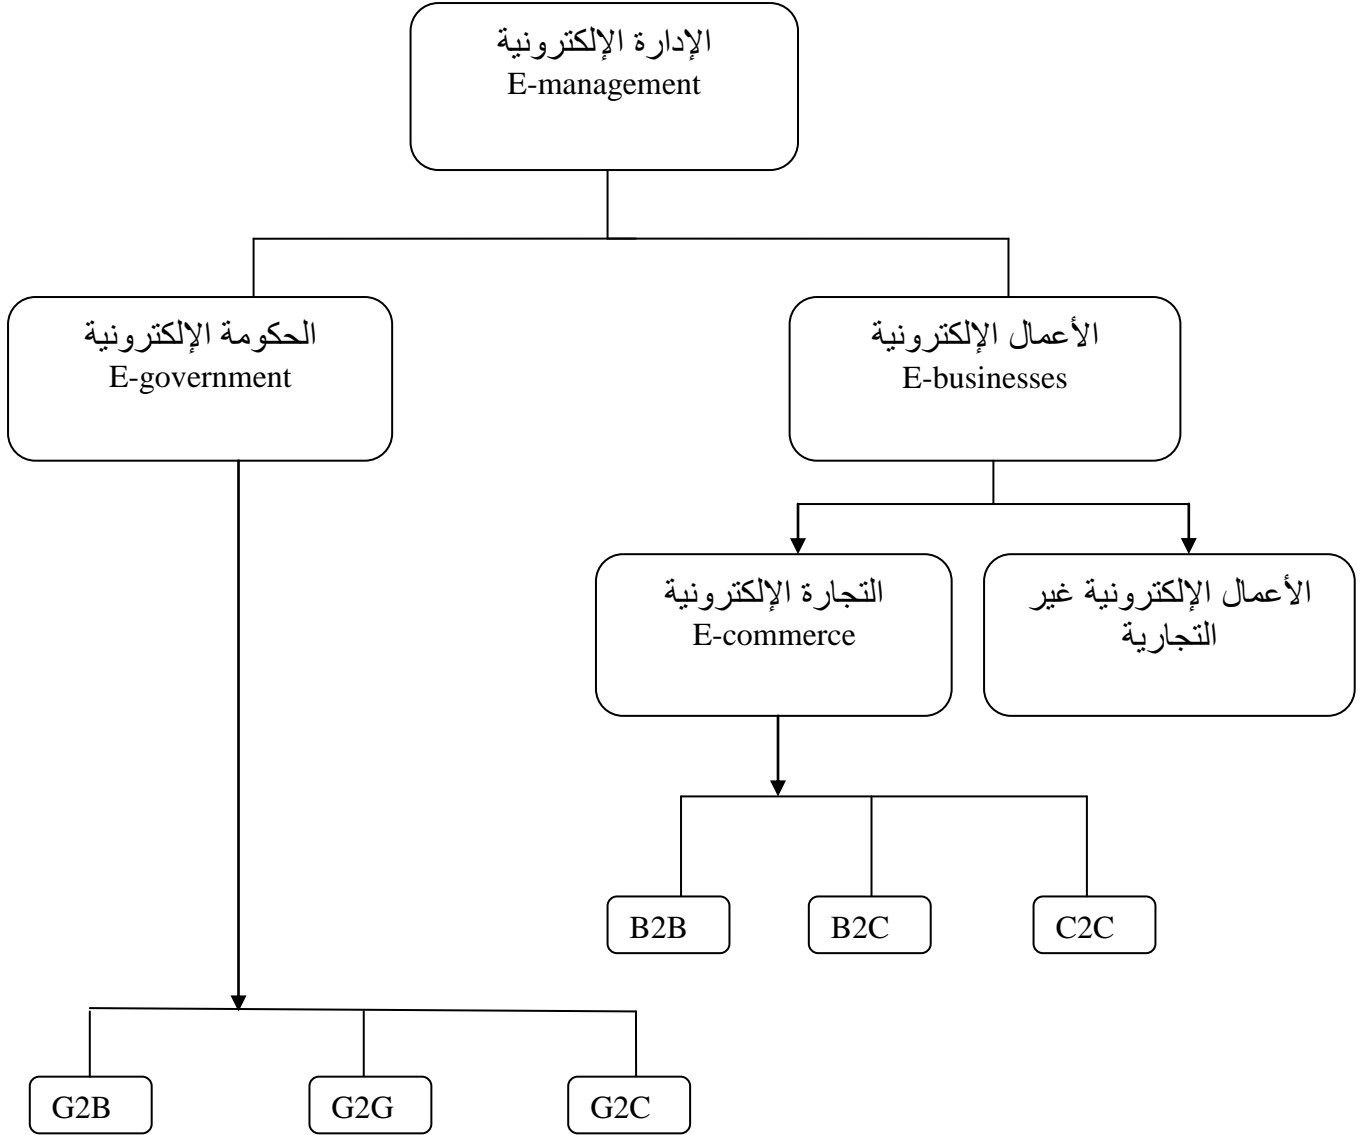 الإدارة الإلكترونية
E-management
الحكومة الإلكترونية
E-government
الأعمال الإلكترونية
E-businesses
التجارة الإلكترونية
E-commerce
الأعمال الإلكترونية غير
التجارية
B2B
B2C
C2C
G2B
G2G
G2C